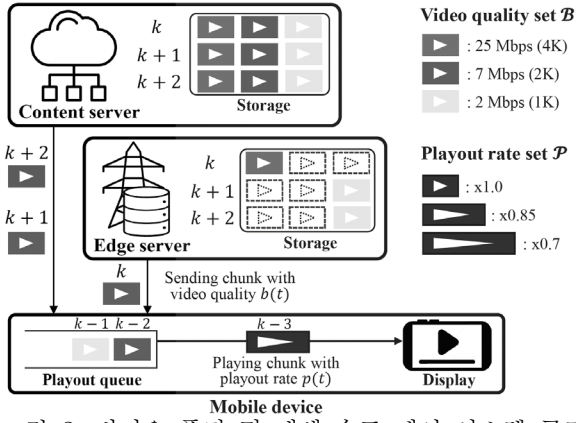 k
k + 1
k + 2
Storage
Content server
Video quality set ℬ
: 25 Mbps (4K)
: 7 Mbps (2K)
: 2 Mbps (1K)
k + 2
k + 1
k
k + 1
k + 2
Storage
Edge server
Playout rate set 𝒫
: x1.0
: x0.85
: x0.7
k
Sending chunk with
video quality b(t)
k − 1 k − 2
k − 3
Playing chunk with
playout rate p(t)
Playout queue
Display
Mobile device